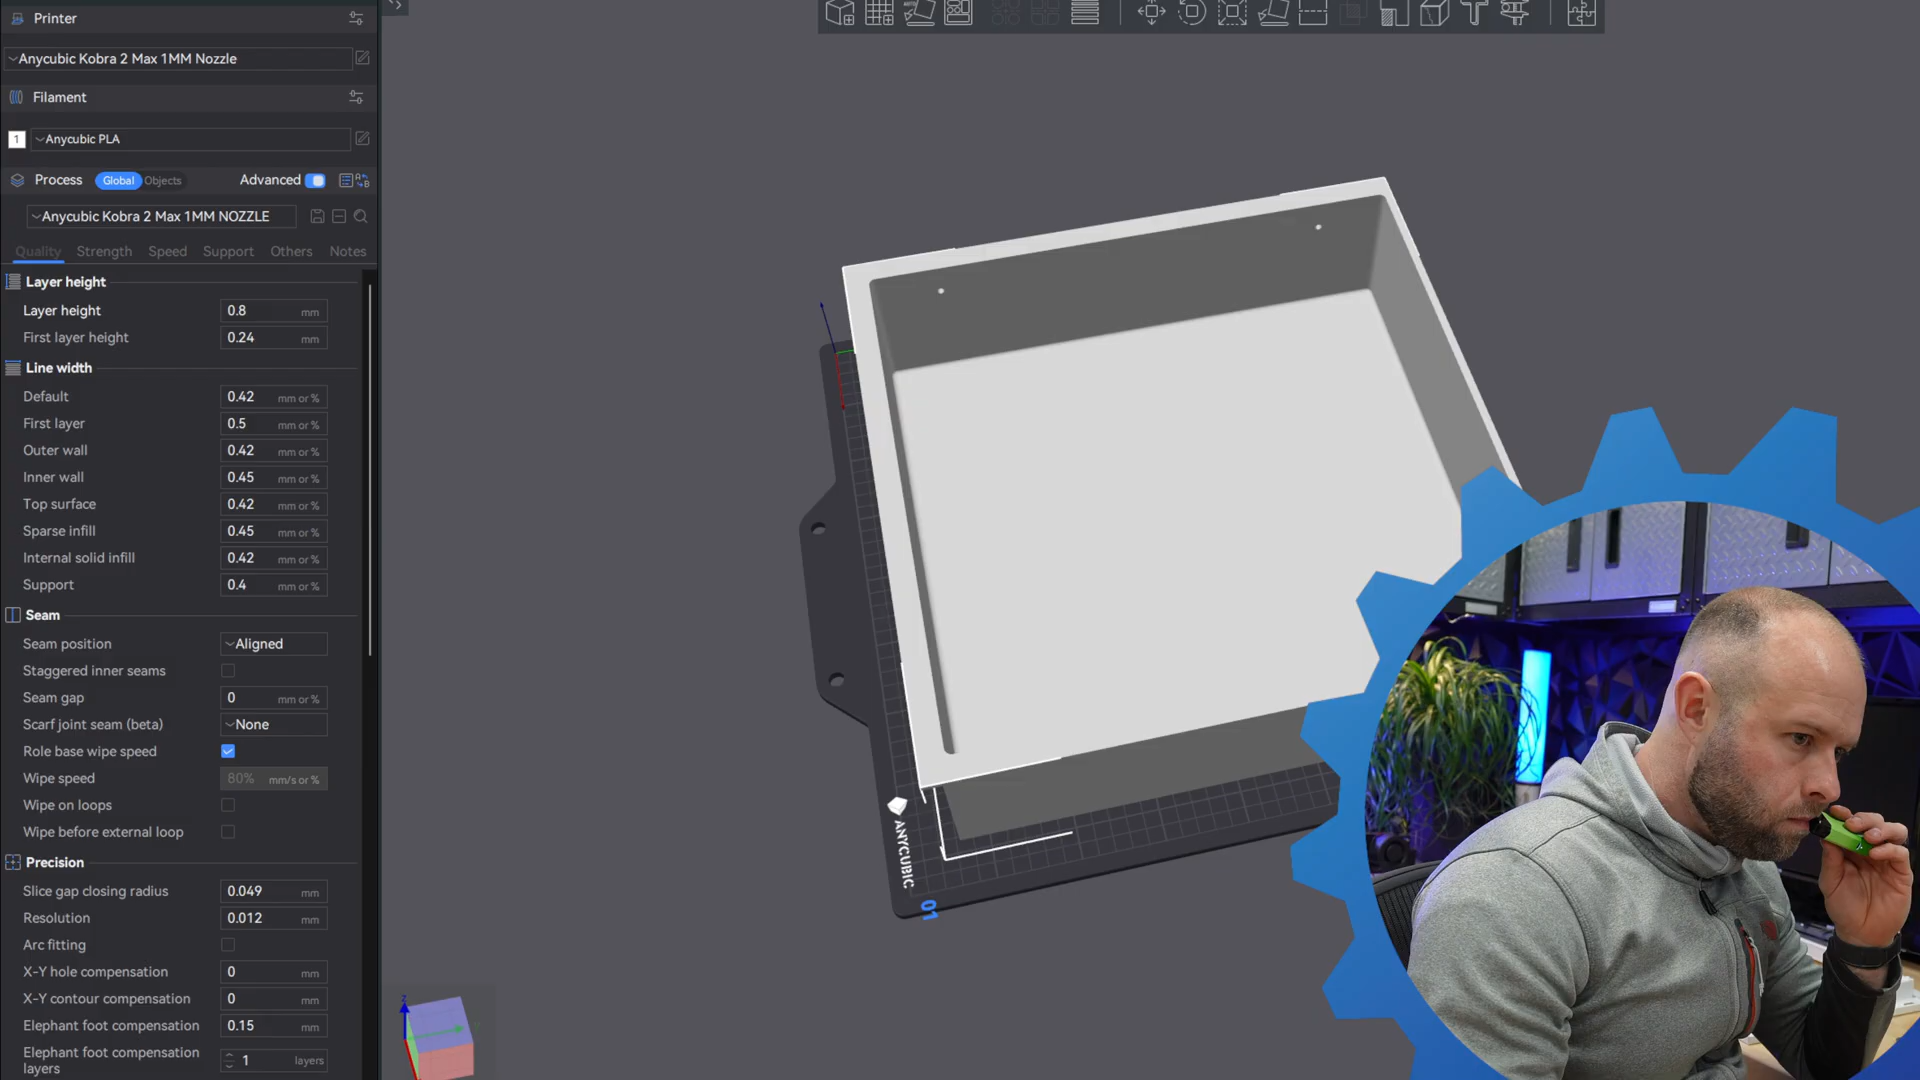 Printer
Anycubic Kobra 2 Max 1MM Nozzle
Filament
1 Anycubic PLA
Process Global Objects Advanced
Anycubic Kobra 2 Max 1MM NOZZLE
Quality Strength Speed Support Others Notes
Layer height
Layer height 0.8 mm
First layer height 0.24 mm
Line width
Default 0.42 mm or %
First layer 0.5 mm or %
Outer wall 0.42 mm or %
Inner wall 0.45 mm or %
Top surface 0.42 mm or %
Sparse infill 0.45 mm or %
Internal solid infill 0.42 mm or %
Support 0.4 mm or %
Seam
Seam position Aligned
Staggered inner seams
Seam gap 0 mm or %
Scarf joint seam (beta) None
Role base wipe speed
Wipe speed 80% mm/s or %
Wipe on loops
Wipe before external loop
Precision
Slice gap closing radius 0.049 mm
Resolution 0.012 mm
Arc fitting
X-Y hole compensation 0 mm
X-Y contour compensation 0 mm
Elephant foot compensation 0.15 mm
Elephant foot compensation
layers 1 layers
ANYCUBIC
01
Z